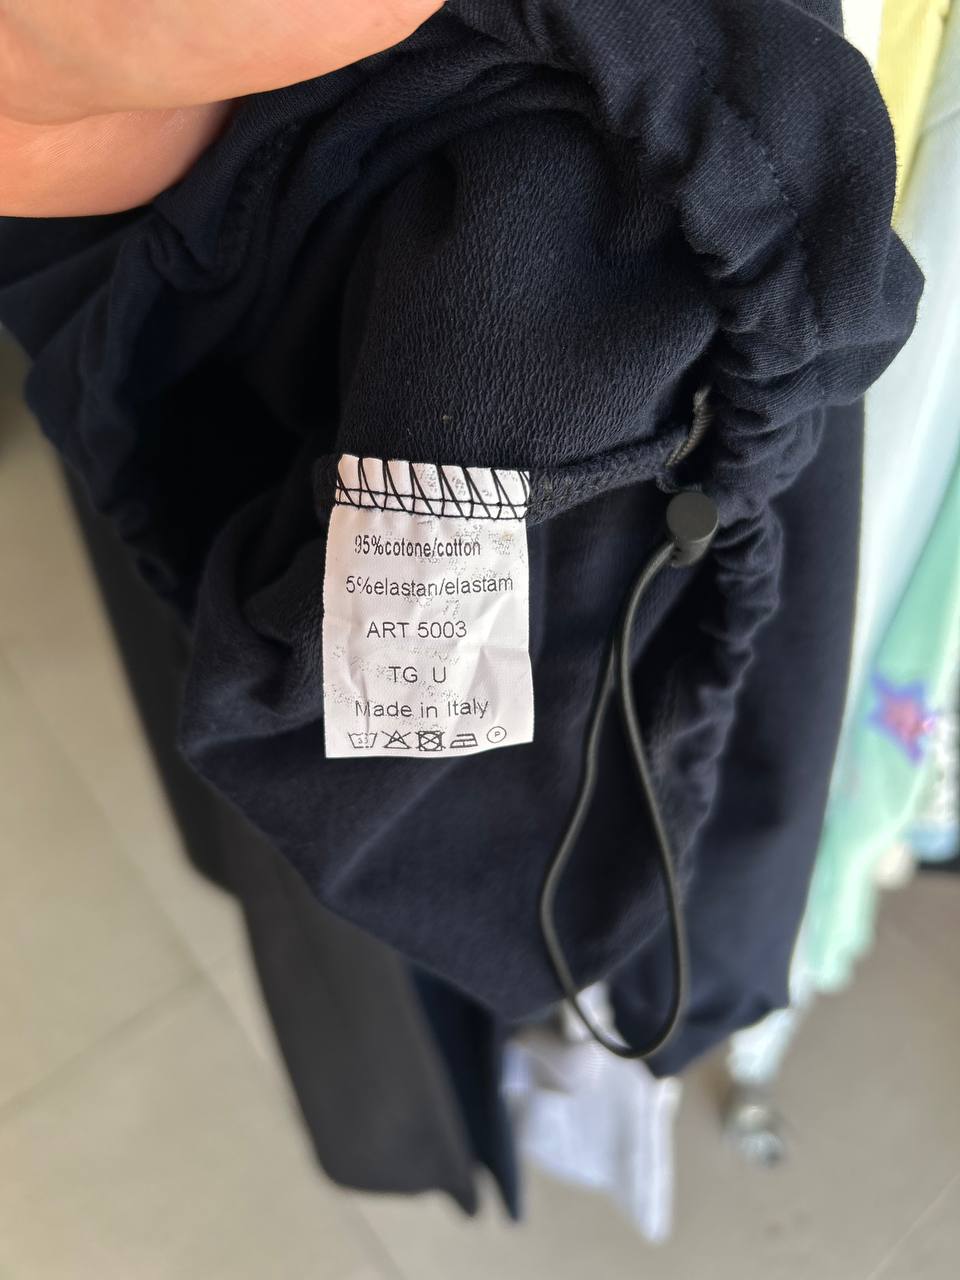 95%cotone/cotton
5%elastan/elastam
ART 5003
TG U
Made in Italy
P